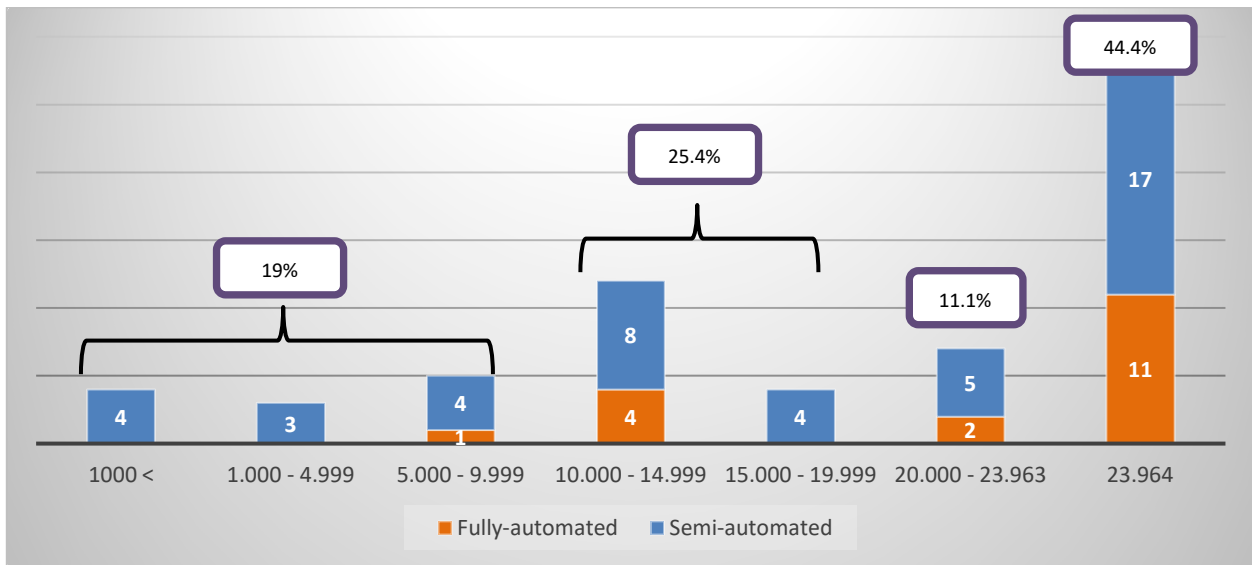 44.4%
25.4%
17
19%
11.1%
8
5
11
4
4
4
4
3
1
2
1000 <
1.000 - 4.999
5.000 - 9.999
10.000 - 14.999
15.000 - 19.999
20.000 - 23.963
23.964
Fully-automated
Semi-automated